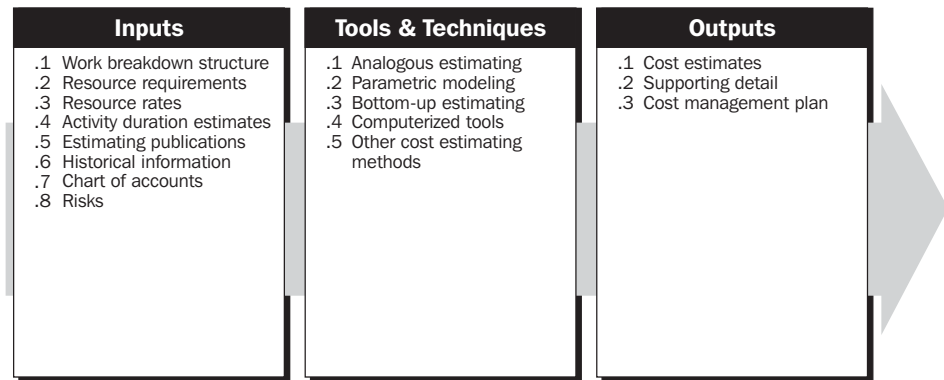 Inputs
.1 Work breakdown structure
.2 Resource requirements
.3 Resource rates
.4 Activity duration estimates
.5 Estimating publications
.6 Historical information
.7 Chart of accounts
.8 Risks
Tools & Techniques
.1 Analogous estimating
.2 Parametric modeling
.3 Bottom-up estimating
.4 Computerized tools
.5 Other cost estimating
methods
Outputs
.1 Cost estimates
.2 Supporting detail
.3 Cost management plan